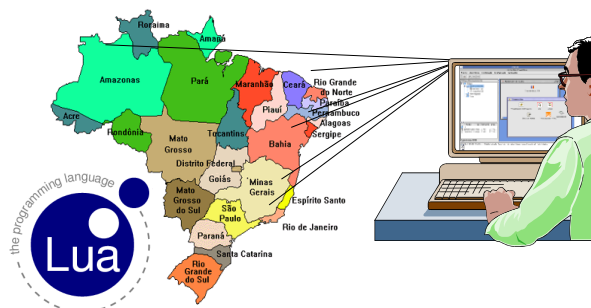 Roraima
Amapá
Amazonas
Pará
Maranhão
Ceará
Rio Grande
do Norte
Paraíba
Piauí
Pernambuco
Acre
Alagoas
Rondônia
Sergipe
Tocantins
Mato
Grosso
Bahia
Distrito Federal
Goiás
Minas
Gerais
Mato
Grosso
do Sul
Espírito Santo
São
Paulo
Rio de Janeiro
Paraná
Santa Catarina
Rio
Grande
do Sul
the programming language
Lua